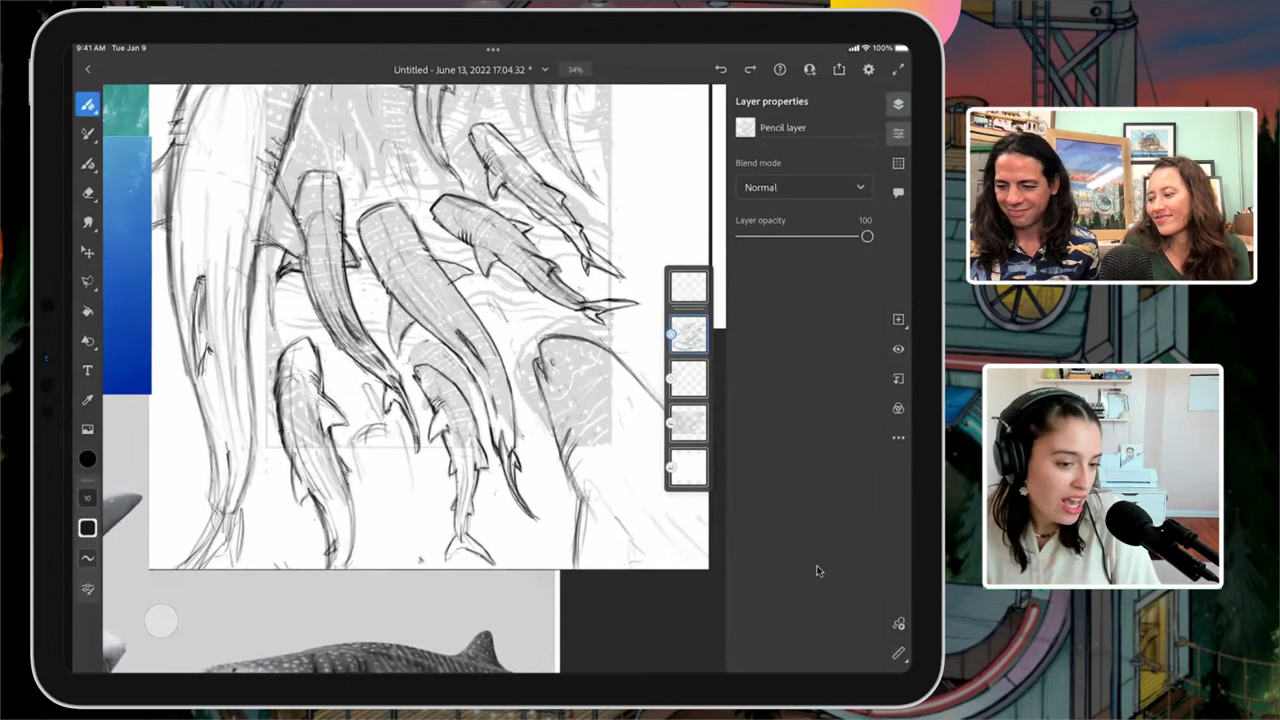 9:41 AM Tue Jan 9
100%
Untitled - June 13, 2022 17.04.32 *
34%
Layer properties
Pencil layer
Blend mode
Normal
Layer opacity
100
T
10